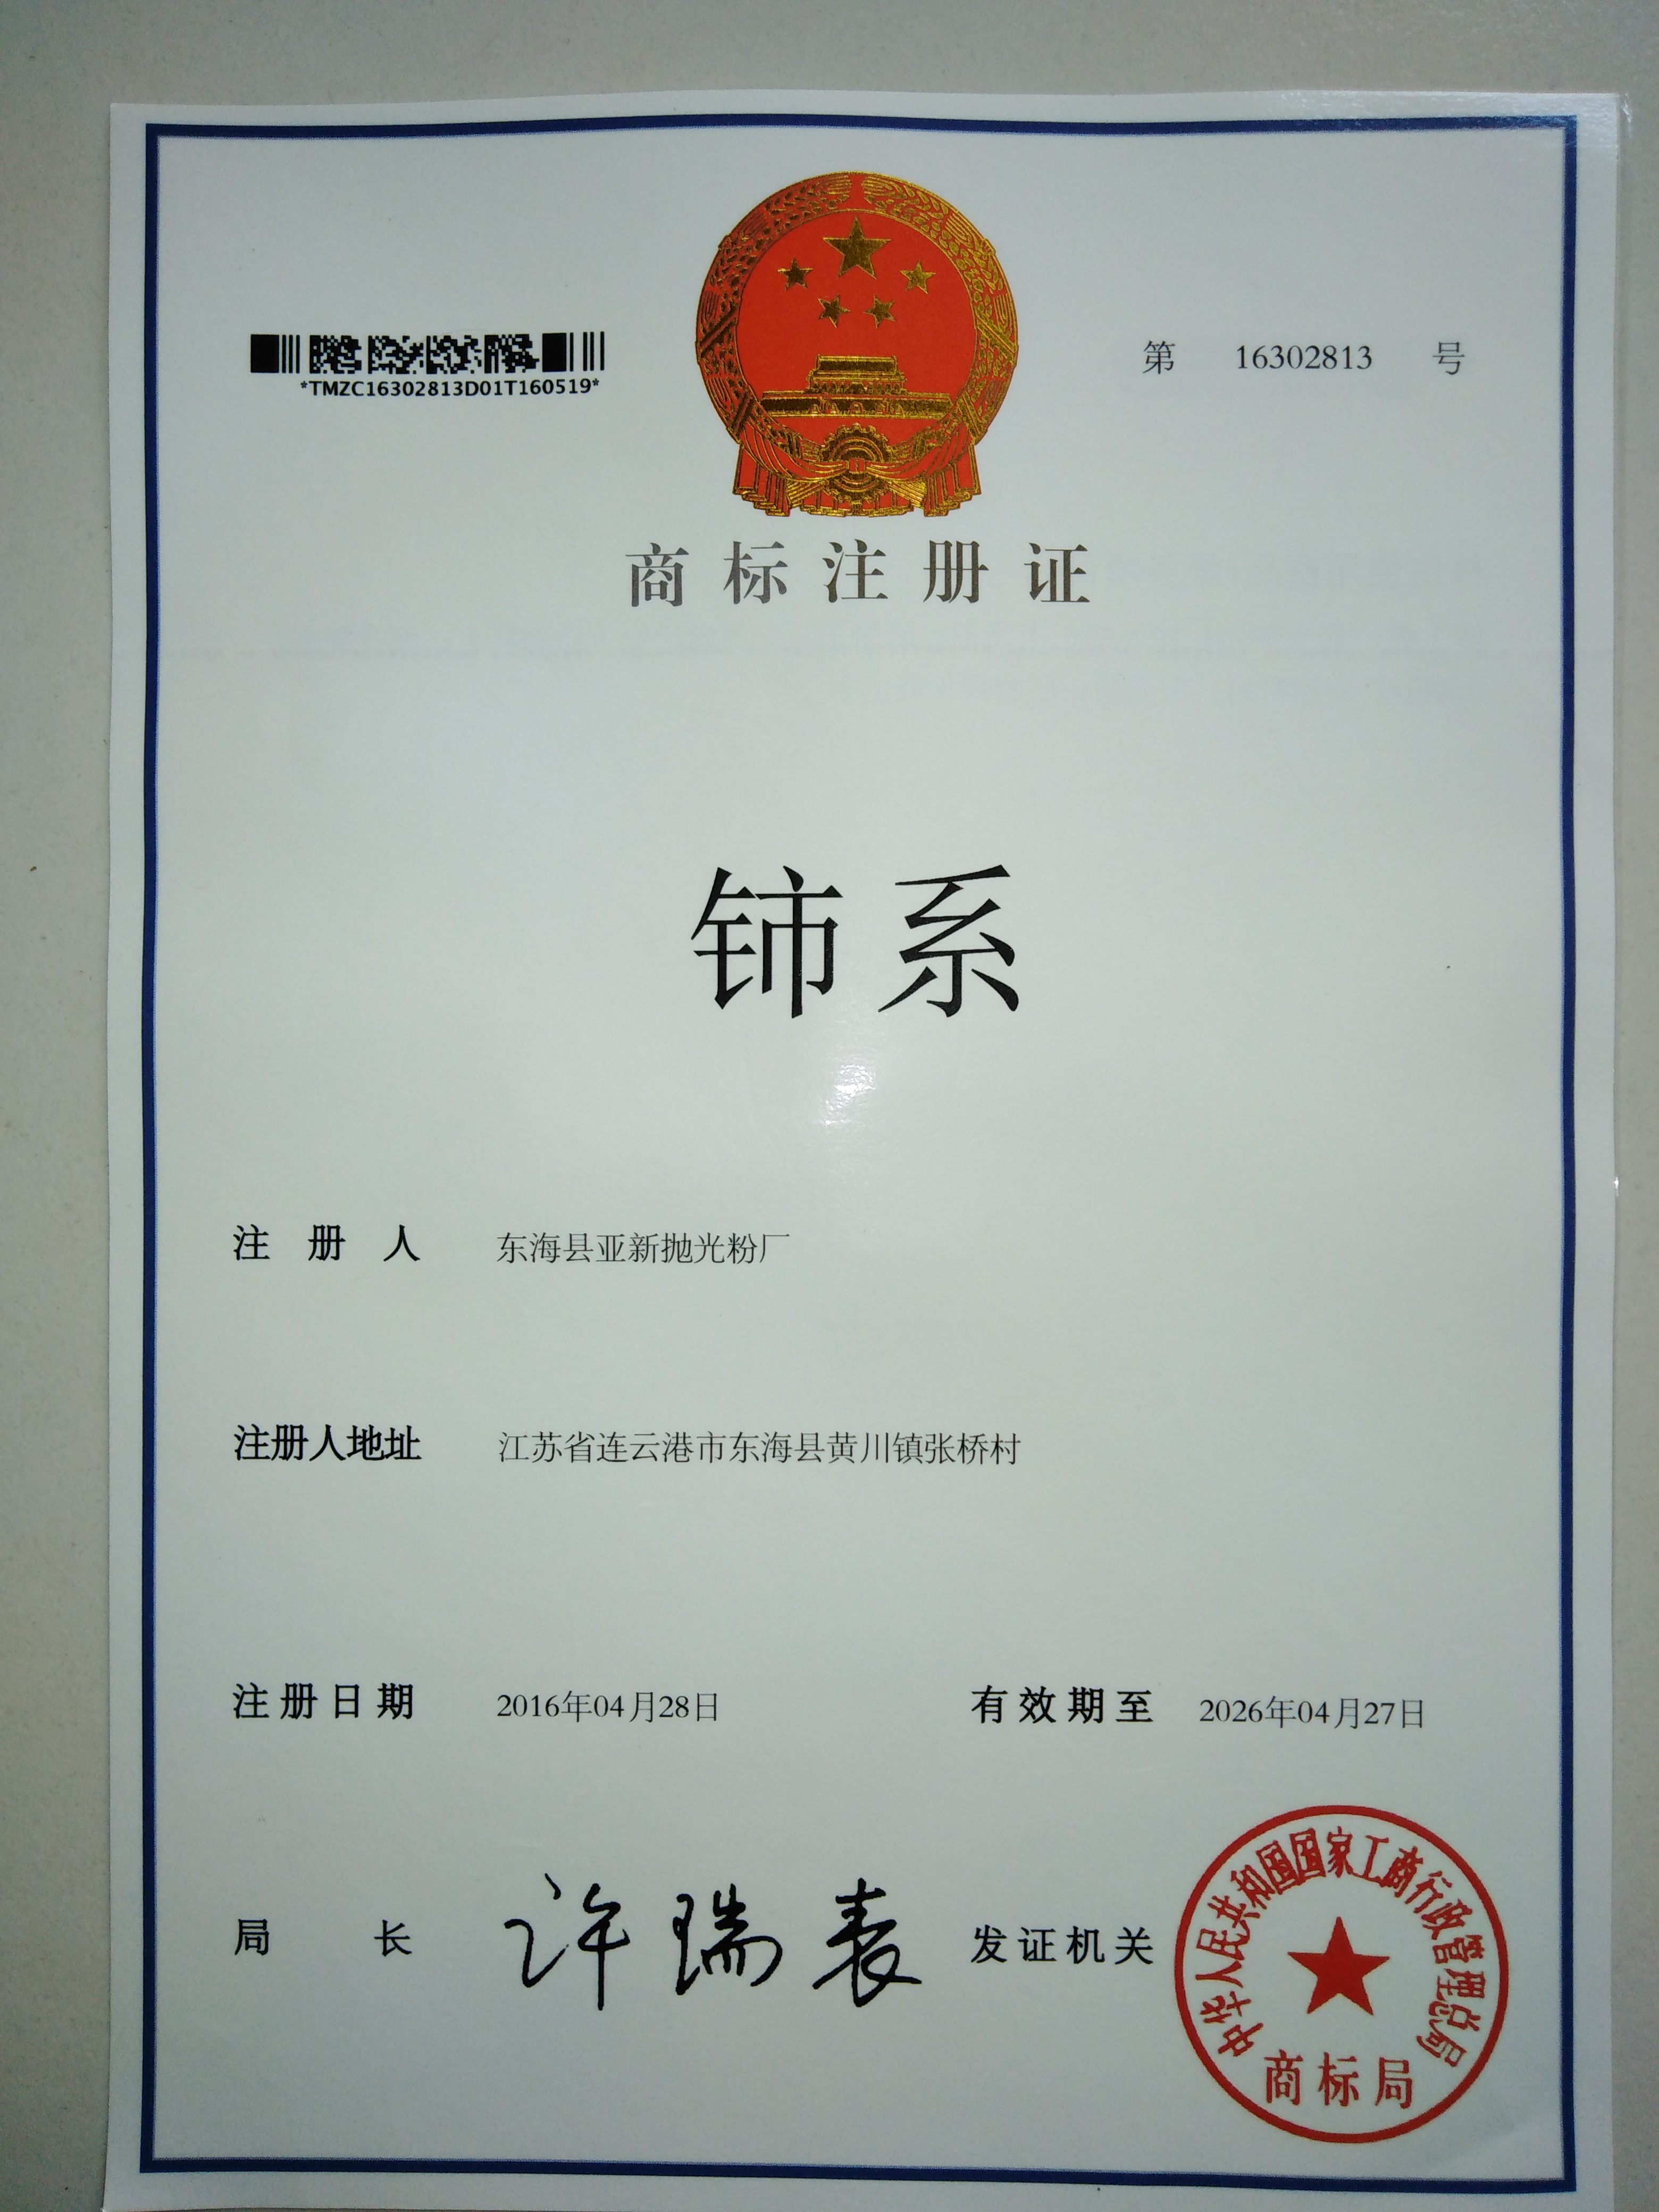 *TMZC16302813D01T160519*
第 16302813 号
商标注册证
铈系
注册人 东海县亚新抛光粉厂
注册人地址 江苏省连云港市东海县黄川镇张桥村
注册日期 2016年04月28日 有效期至 2026年04月27日
局长 许瑞表 发证机关
中华人民共和国国家工商行政管理总局
商标局